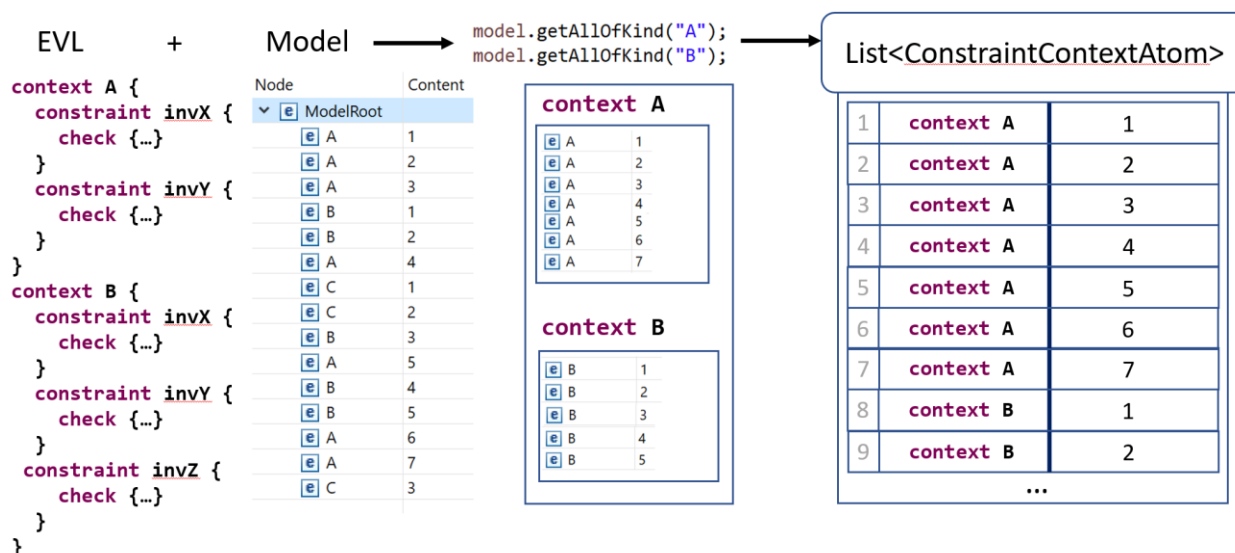 EVL + Model
model.getAllOfKind("A");
model.getAllOfKind("B");
List<ConstraintContextAtom>
context A {
constraint invX {
check {…}
}
constraint invY {
check {…}
}
}
context B {
constraint invX {
check {…}
}
constraint invY {
check {…}
}
constraint invZ {
check {…}
}
}
Node Content
e ModelRoot
e A 1
e A 2
e A 3
e B 1
e B 2
e A 4
e C 1
e C 2
e B 3
e A 5
e B 4
e B 5
e A 6
e A 7
e C 3
context A
e A 1
e A 2
e A 3
e A 4
e A 5
e A 6
e A 7
context B
e B 1
e B 2
e B 3
e B 4
e B 5
1 context A 1
2 context A 2
3 context A 3
4 context A 4
5 context A 5
6 context A 6
7 context A 7
8 context B 1
9 context B 2
...